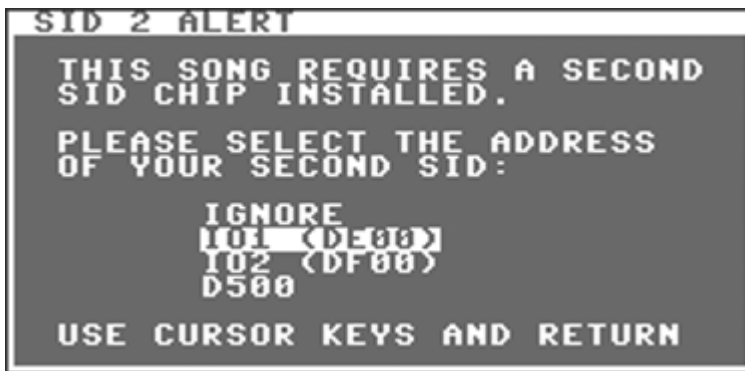 SID 2 ALERT
THIS SONG REQUIRES A SECOND
SID CHIP INSTALLED.
PLEASE SELECT THE ADDRESS
OF YOUR SECOND SID:
IGNORE
IO1 (DE00)
IO2 (DF00)
D500
USE CURSOR KEYS AND RETURN